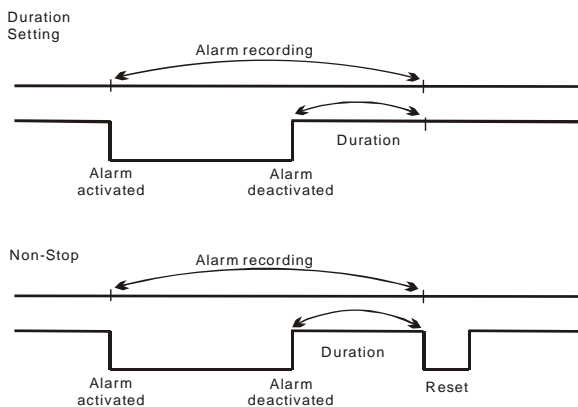 Duration
Setting
Alarm recording
Duration
Alarm
activated
Alarm
deactivated
Non-Stop
Alarm recording
Duration
Alarm
activated
Alarm
deactivated
Reset